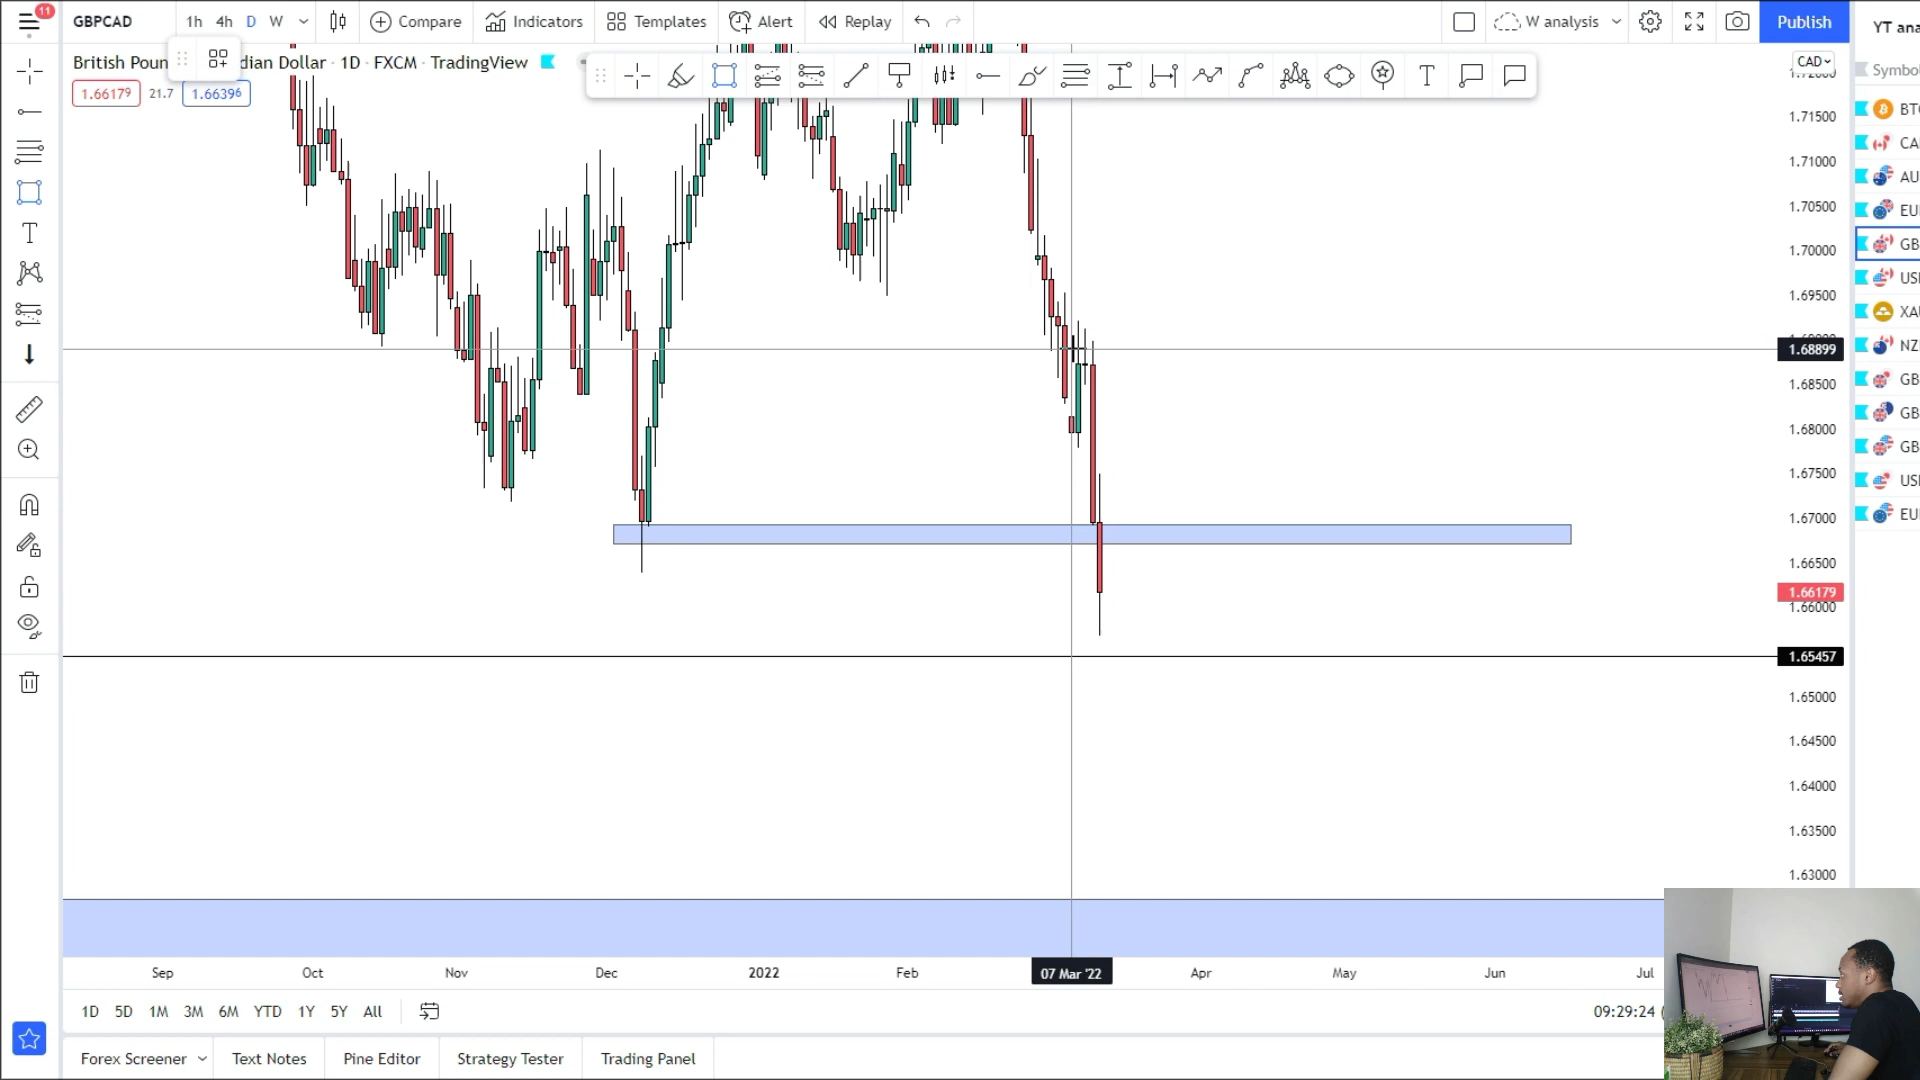 11
GBPCAD 1h 4h D W Compare Indicators Templates Alert Replay W analysis Publish
YT ana
British Poun dian Dollar · 1D · FXCM · TradingView
1.66179 21.7 1.66396
CAD
Symbo
1.71500
1.71000
1.70500
1.70000
1.69500
1.68899
1.68500
1.68000
1.67500
1.67000
1.66500
1.66179
1.66000
1.65457
1.65000
1.64500
1.64000
1.63500
1.63000
BT
CA
AU
EU
GB
US
XA
NZ
GB
GB
GB
US
EU
Sep Oct Nov Dec 2022 Feb 07 Mar '22 Apr May Jun Jul
1D 5D 1M 3M 6M YTD 1Y 5Y All 09:29:24
Forex Screener Text Notes Pine Editor Strategy Tester Trading Panel